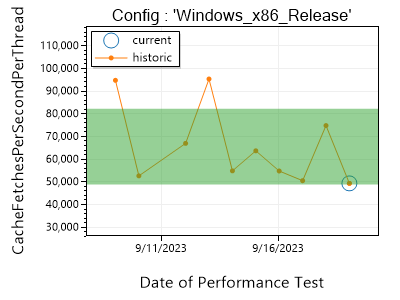 Config : 'Windows_x86_Release'
CacheFetchesPerSecondPerThread
current
historic
110,000
100,000
90,000
80,000
70,000
60,000
50,000
40,000
30,000
9/11/2023
9/16/2023
Date of Performance Test